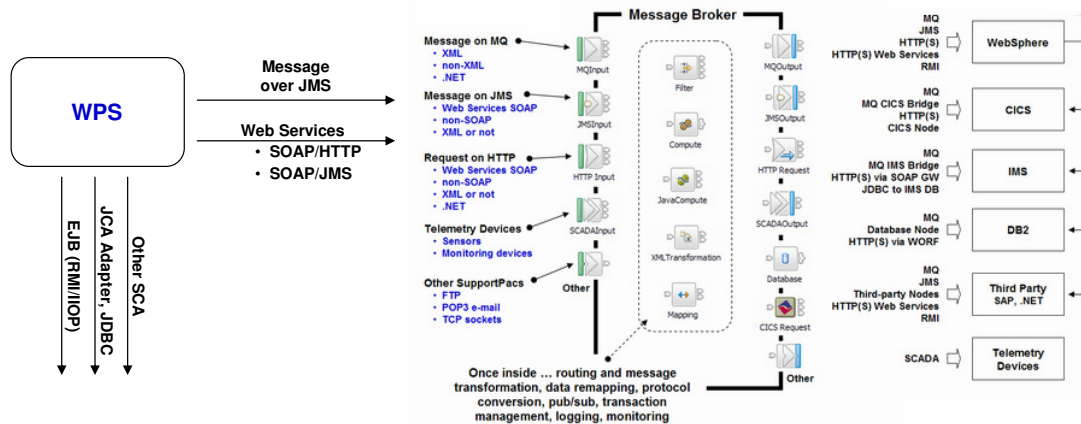 WPS
Message
over JMS
Web Services
• SOAP/HTTP
• SOAP/JMS
EJB (RMI/IIOP)
JCA Adapter, JDBC
Other SCA
Message Broker
Message on MQ
• XML
• non-XML
• .NET
Message on JMS
• Web Services SOAP
• non-SOAP
• XML or not
Request on HTTP
• Web Services SOAP
• non-SOAP
• XML or not
• .NET
Telemetry Devices
• Sensors
• Monitoring devices
Other SupportPacs
• FTP
• POP3 e-mail
• TCP sockets
MQInput
JMSInput
HTTP Input
SCADAInput
Other
Filter
Compute
JavaCompute
XMLTransformation
Mapping
MQOutput
JMSOutput
HTTP Request
SCADAOutput
Database
CICS Request
Other
Once inside ... routing and message
transformation, data remapping, protocol
conversion, pub/sub, transaction
management, logging, monitoring
MQ
JMS
HTTP(S)
HTTP(S) Web Services
RMI
WebSphere
MQ
MQ CICS Bridge
HTTP(S)
CICS Node
CICS
MQ
MQ IMS Bridge
HTTP(S) via SOAP GW
JDBC to IMS DB
IMS
MQ
Database Node
HTTP(S) via WORF
DB2
MQ
JMS
Third-party Nodes
HTTP(S) Web Services
RMI
Third Party
SAP, .NET
SCADA
Telemetry
Devices